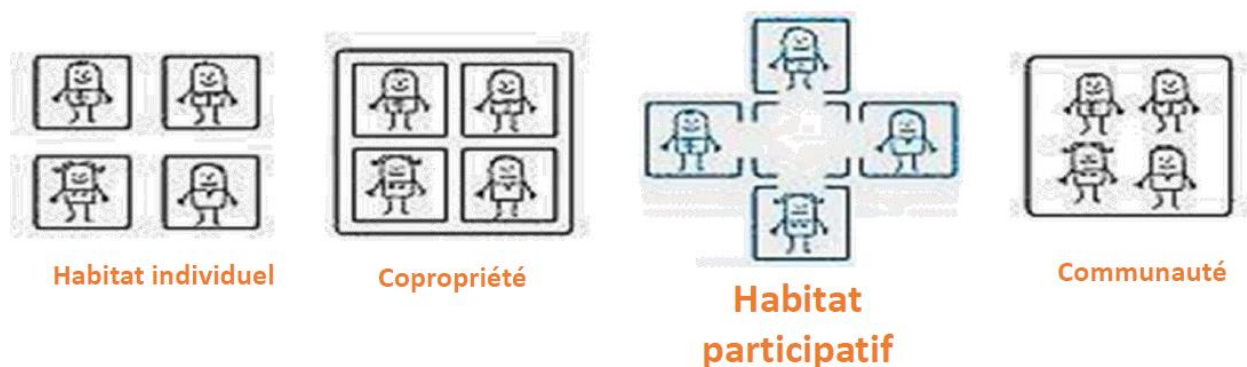 Habitat individuel
Copropriété
Habitat
participatif
Communauté